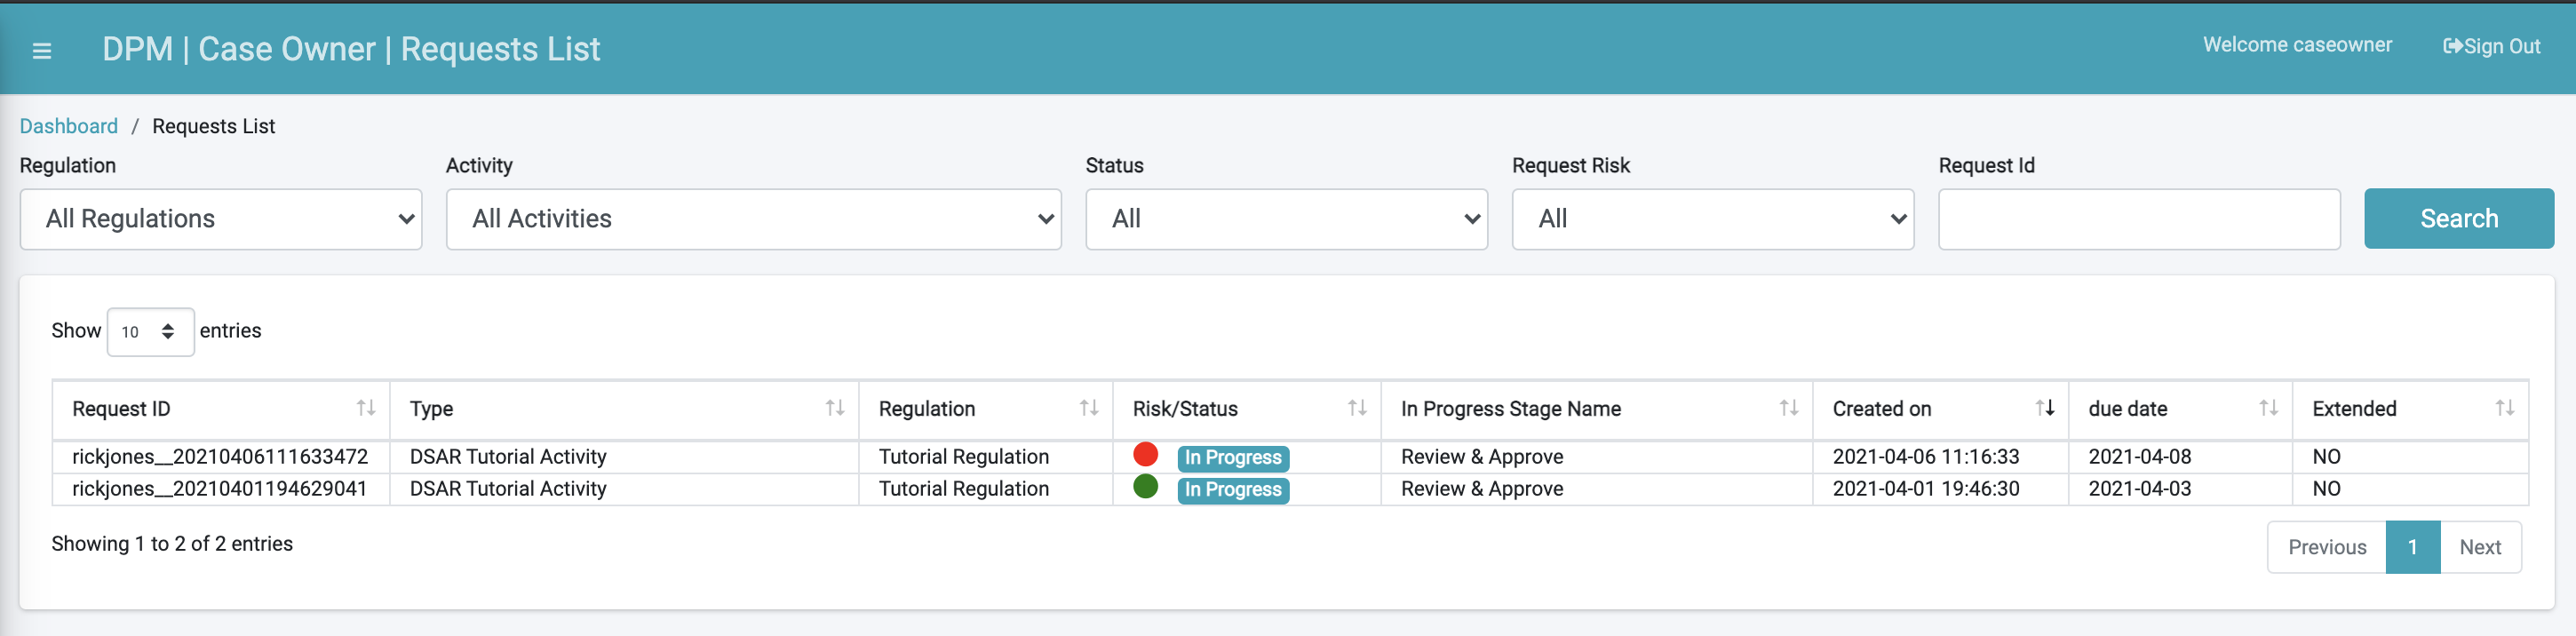 DPM | Case Owner | Requests List
Welcome caseowner
Sign Out
Dashboard / Requests List
Regulation
Activity
Status
Request Risk
Request Id
All Regulations
All Activities
All
All
Search
Show 10 entries
Request ID Type Regulation Risk/Status In Progress Stage Name Created on due date Extended
rickjones__20210406111633472 DSAR Tutorial Activity Tutorial Regulation In Progress Review & Approve 2021-04-06 11:16:33 2021-04-08 NO
rickjones__20210401194629041 DSAR Tutorial Activity Tutorial Regulation In Progress Review & Approve 2021-04-01 19:46:30 2021-04-03 NO
Showing 1 to 2 of 2 entries
Previous 1 Next